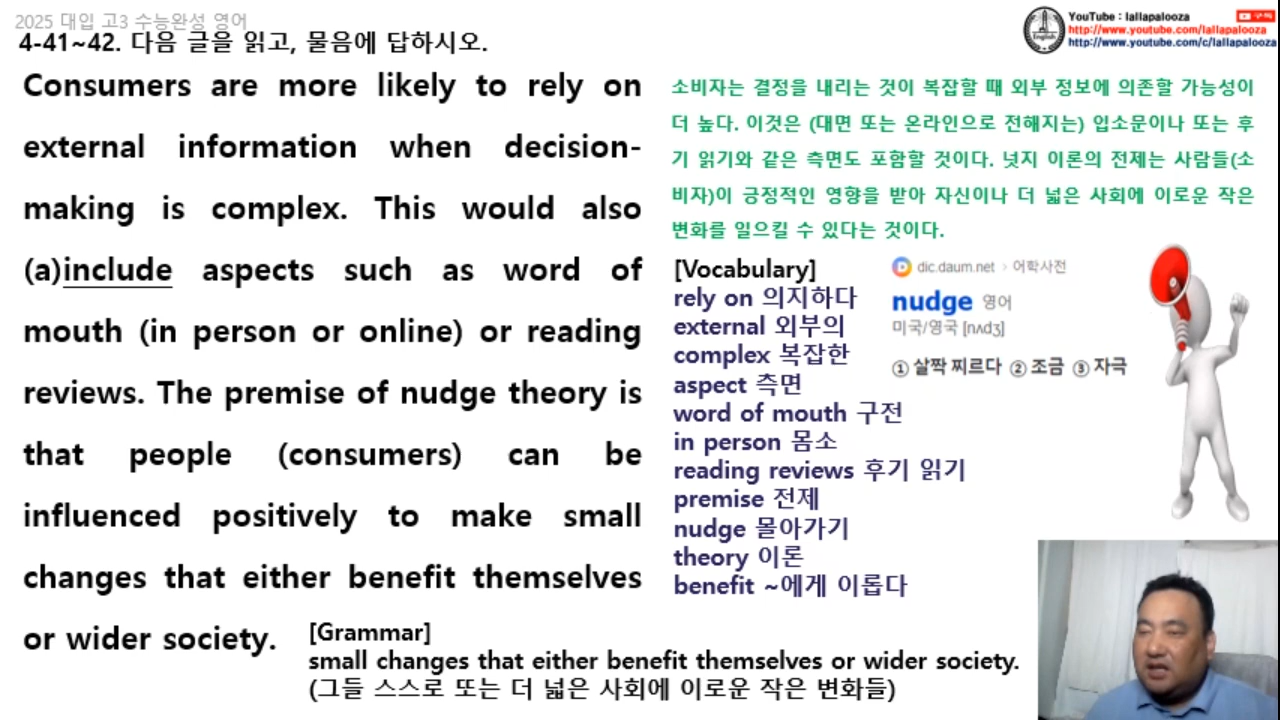 2025 대입 고3 수능완성 영어
4-41~42. 다음 글을 읽고, 물음에 답하시오.
Consumers are more likely to rely on
external information when decision-
making is complex. This would also
(a)include aspects such as word of
mouth (in person or online) or reading
reviews. The premise of nudge theory is
that people (consumers) can be
influenced positively to make small
changes that either benefit themselves
or wider society.
YouTube : lallapalooza
http://www.youtube.com/lallapalooza
http://www.youtube.com/c/lallapalooza
English
소비자는 결정을 내리는 것이 복잡할 때 외부 정보에 의존할 가능성이
더 높다. 이것은 (대면 또는 온라인으로 전해지는) 입소문이나 또는 후
기 읽기와 같은 측면도 포함할 것이다. 넛지 이론의 전제는 사람들(소
비자)이 긍정적인 영향을 받아 자신이나 더 넓은 사회에 이로운 작은
변화를 일으킬 수 있다는 것이다.
[Vocabulary]
rely on 의지하다
external 외부의
complex 복잡한
aspect 측면
word of mouth 구전
in person 몸소
reading reviews 후기 읽기
premise 전제
nudge 몰아가기
theory 이론
benefit ~에게 이롭다
dic.daum.net › 어학사전
nudge 영어
미국/영국 [nʌdʒ]
① 살짝 찌르다 ② 조금 ③ 자극
[Grammar]
small changes that either benefit themselves or wider society.
(그들 스스로 또는 더 넓은 사회에 이로운 작은 변화들)